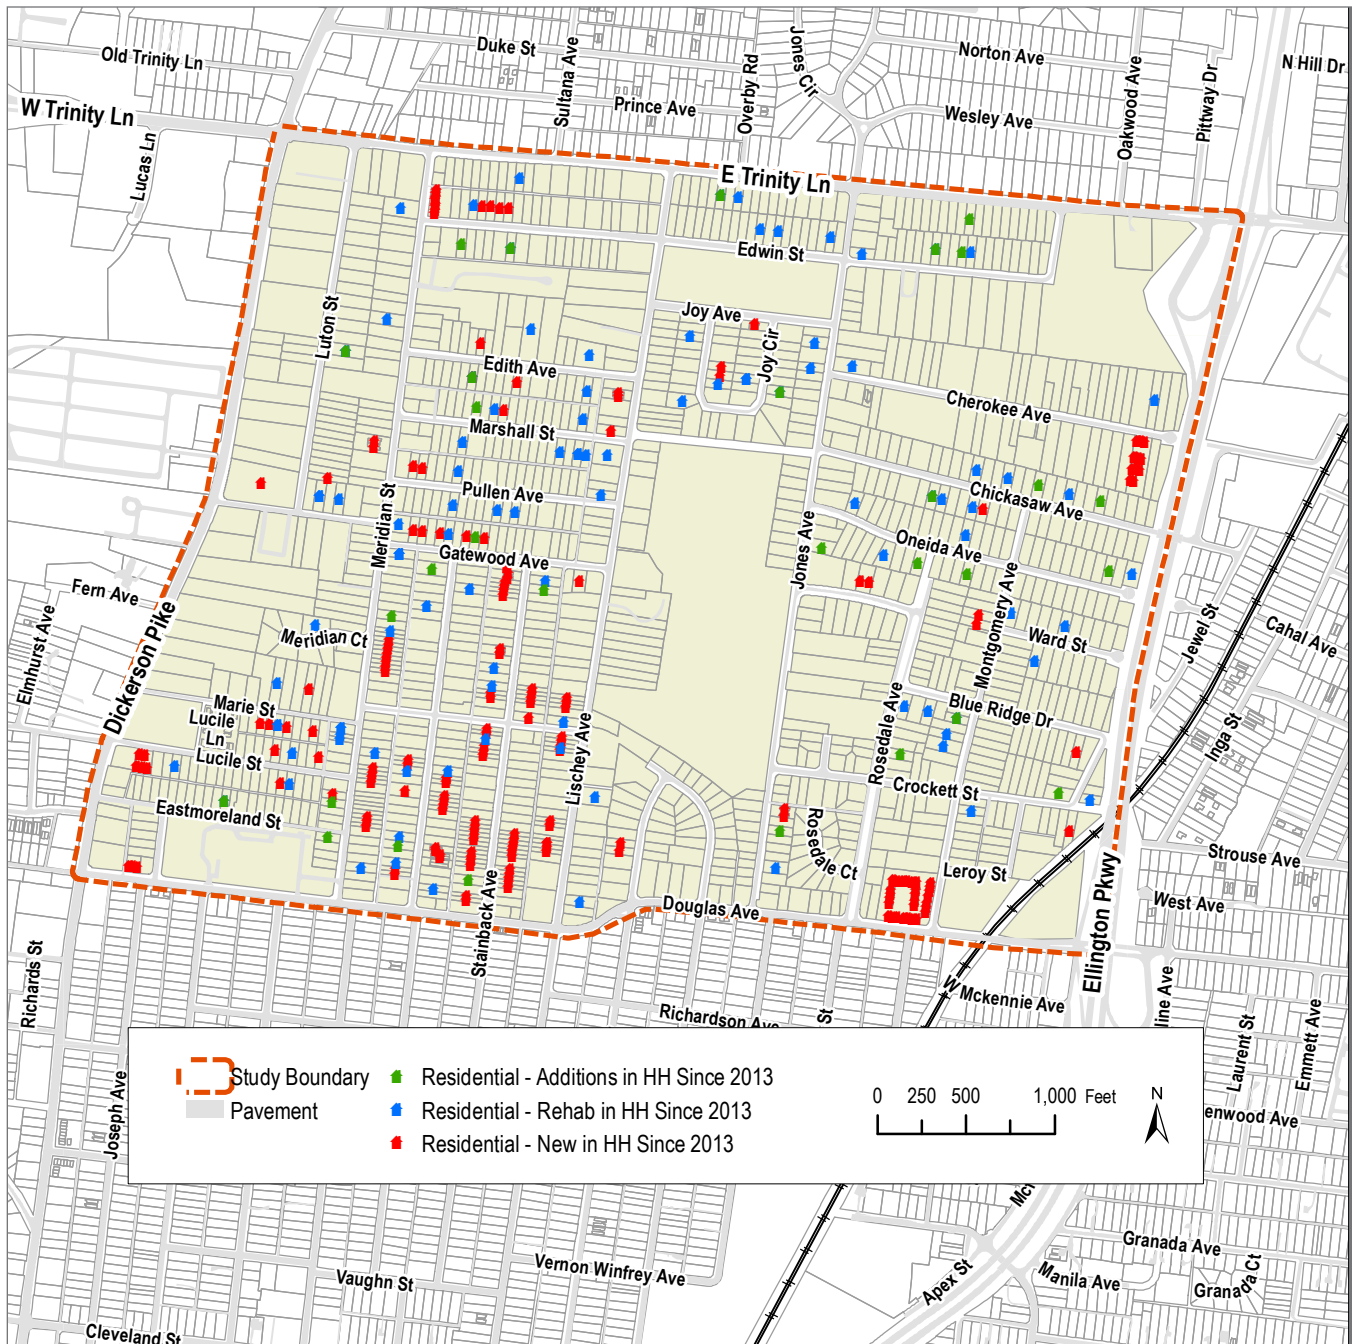 Old Trinity Ln
Duke St
Sultana Ave
Overby Rd
Jones Cir
Norton Ave
Oakwood Ave
Pittway Dr
N Hill Dr
W Trinity Ln
Lucas Ln
Prince Ave
Wesley Ave
E Trinity Ln
Edwin St
Luton St
Joy Ave
Joy Cir
Edith Ave
Cherokee Ave
Marshall St
Meridian St
Pullen Ave
Chickasaw Ave
Jones Ave
Oneida Ave
Gatewood Ave
Montgomery Ave
Fern Ave
Elmhurst Ave
Dickerson Pike
Meridian Ct
Ward St
Jewel St
Cahal Ave
Marie St
Lucile
Ln
Lucile St
Blue Ridge Dr
Rosedale Ave
Inga St
Lischey Ave
Crockett St
Eastmoreland St
Rosedale Ct
Leroy St
Strouse Ave
Ellington Pkwy
West Ave
Stainback Ave
Douglas Ave
Richards St
W Mckennie Ave
Richardson Ave
St
line Ave
Laurent St
Emmett Ave
Joseph Ave
enwood Ave
Study Boundary
Pavement
Residential - Additions in HH Since 2013
Residential - Rehab in HH Since 2013
Residential - New in HH Since 2013
0 250 500 1,000 Feet
N
Granada Ave
Manila Ave
Granada Ct
Apex St
Vernon Winfrey Ave
Vaughn St
Cleveland St